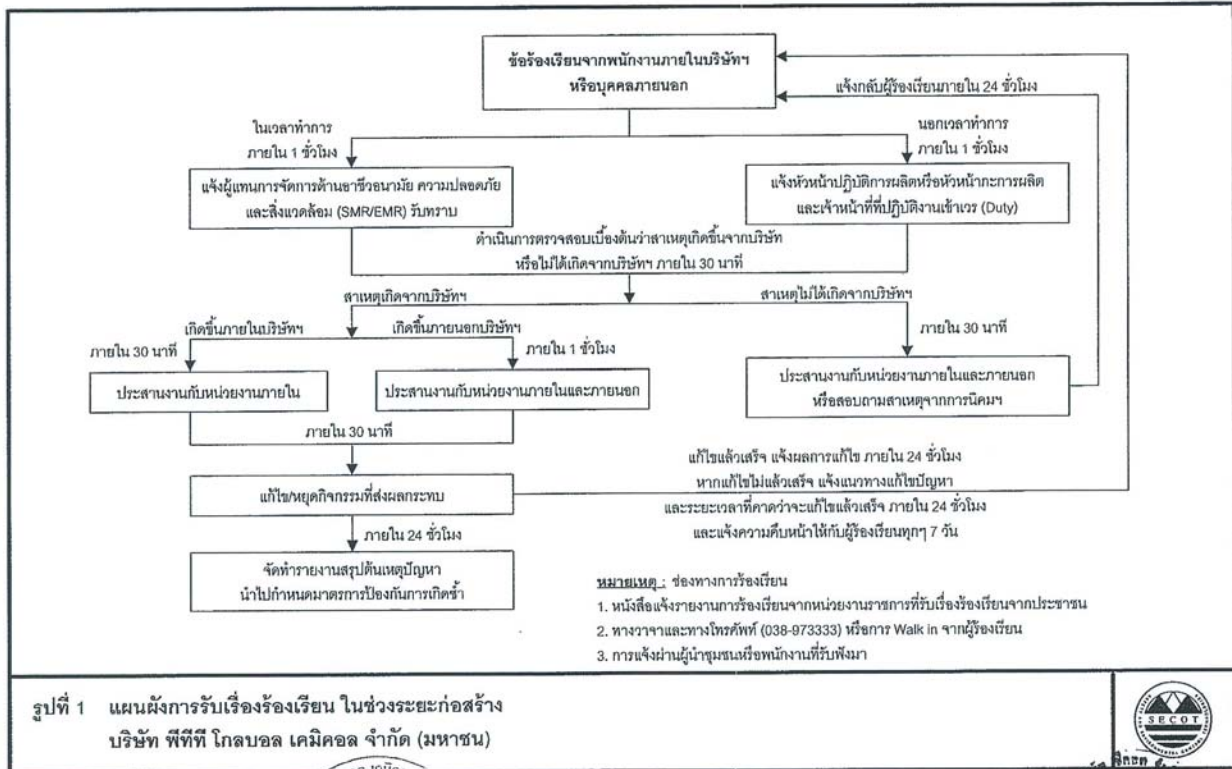 ข้อร้องเรียนจากพนักงานภายในบริษัทฯ
หรือบุคคลภายนอก
แจ้งกลับผู้ร้องเรียนภายใน 24 ชั่วโมง
ในเวลาทำการ
ภายใน 1 ชั่วโมง
นอกเวลาทำการ
ภายใน 1 ชั่วโมง
แจ้งผู้แทนการจัดการด้านอาชีวอนามัย ความปลอดภัย
และสิ่งแวดล้อม (SMR/EMR) รับทราบ
แจ้งหัวหน้าปฏิบัติการผลิตหรือหัวหน้ากะการผลิต
และเจ้าหน้าที่ที่ปฏิบัติงานเข้าเวร (Duty)
ดำเนินการตรวจสอบเบื้องต้นว่าสาเหตุเกิดขึ้นจากบริษัท
หรือไม่ได้เกิดจากบริษัทฯ ภายใน 30 นาที
สาเหตุเกิดจากบริษัทฯ
สาเหตุไม่ได้เกิดจากบริษัทฯ
เกิดขึ้นภายในบริษัทฯ
เกิดขึ้นภายนอกบริษัทฯ
ภายใน 30 นาที
ภายใน 1 ชั่วโมง
ภายใน 30 นาที
ประสานงานกับหน่วยงานภายใน
ประสานงานกับหน่วยงานภายในและภายนอก
ประสานงานกับหน่วยงานภายในและภายนอก
หรือสอบถามสาเหตุจากการนิคมฯ
ภายใน 30 นาที
แก้ไข/หยุดกิจกรรมที่ส่งผลกระทบ
แก้ไขแล้วเสร็จ แจ้งผลการแก้ไข ภายใน 24 ชั่วโมง
หากแก้ไขไม่แล้วเสร็จ แจ้งแนวทางแก้ไขปัญหา
และระยะเวลาที่คาดว่าจะแก้ไขแล้วเสร็จ ภายใน 24 ชั่วโมง
และแจ้งความคืบหน้าให้กับผู้ร้องเรียนทุกๆ 7 วัน
ภายใน 24 ชั่วโมง
จัดทำรายงานสรุปต้นเหตุปัญหา
นำไปกำหนดมาตรการป้องกันการเกิดซ้ำ
หมายเหตุ : ช่องทางการร้องเรียน
1. หนังสือแจ้งรายงานการร้องเรียนจากหน่วยงานราชการที่รับเรื่องร้องเรียนจากประชาชน
2. ทางวาจาและทางโทรศัพท์ (038-973333) หรือการ Walk in จากผู้ร้องเรียน
3. การแจ้งผ่านผู้นำชุมชนหรือพนักงานที่รับฟังมา
รูปที่ 1 แผนผังการรับเรื่องร้องเรียน ในช่วงระยะก่อสร้าง
บริษัท พีทีที โกลบอล เคมิคอล จำกัด (มหาชน)
SECOT